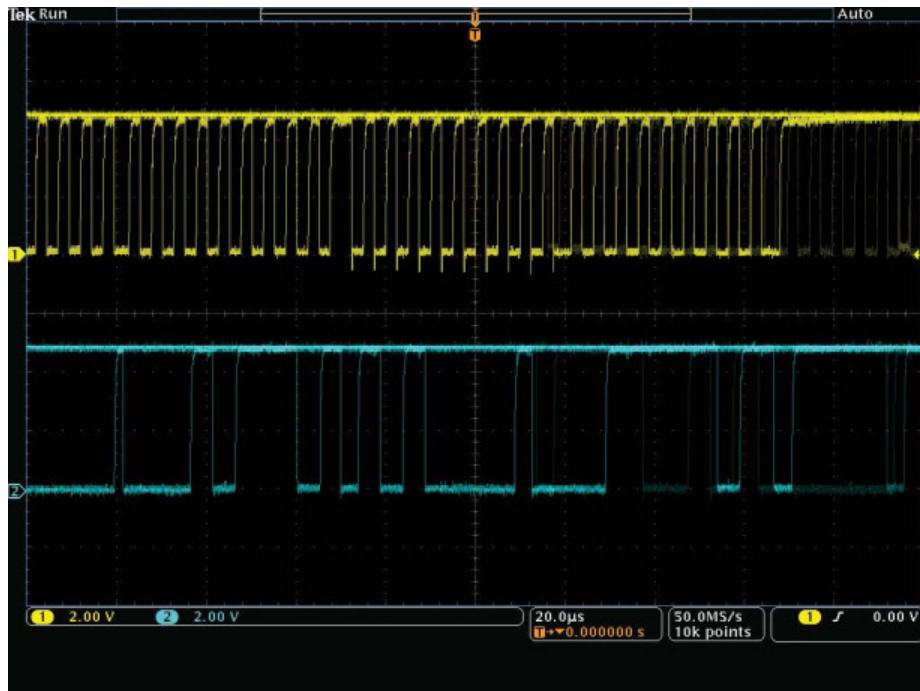 Tek Run Auto
T
T
1
2
1 2.00 V 2 2.00 V
20.0µs 50.0MS/s 1 0.00 V
T→▼0.000000 s 10k points